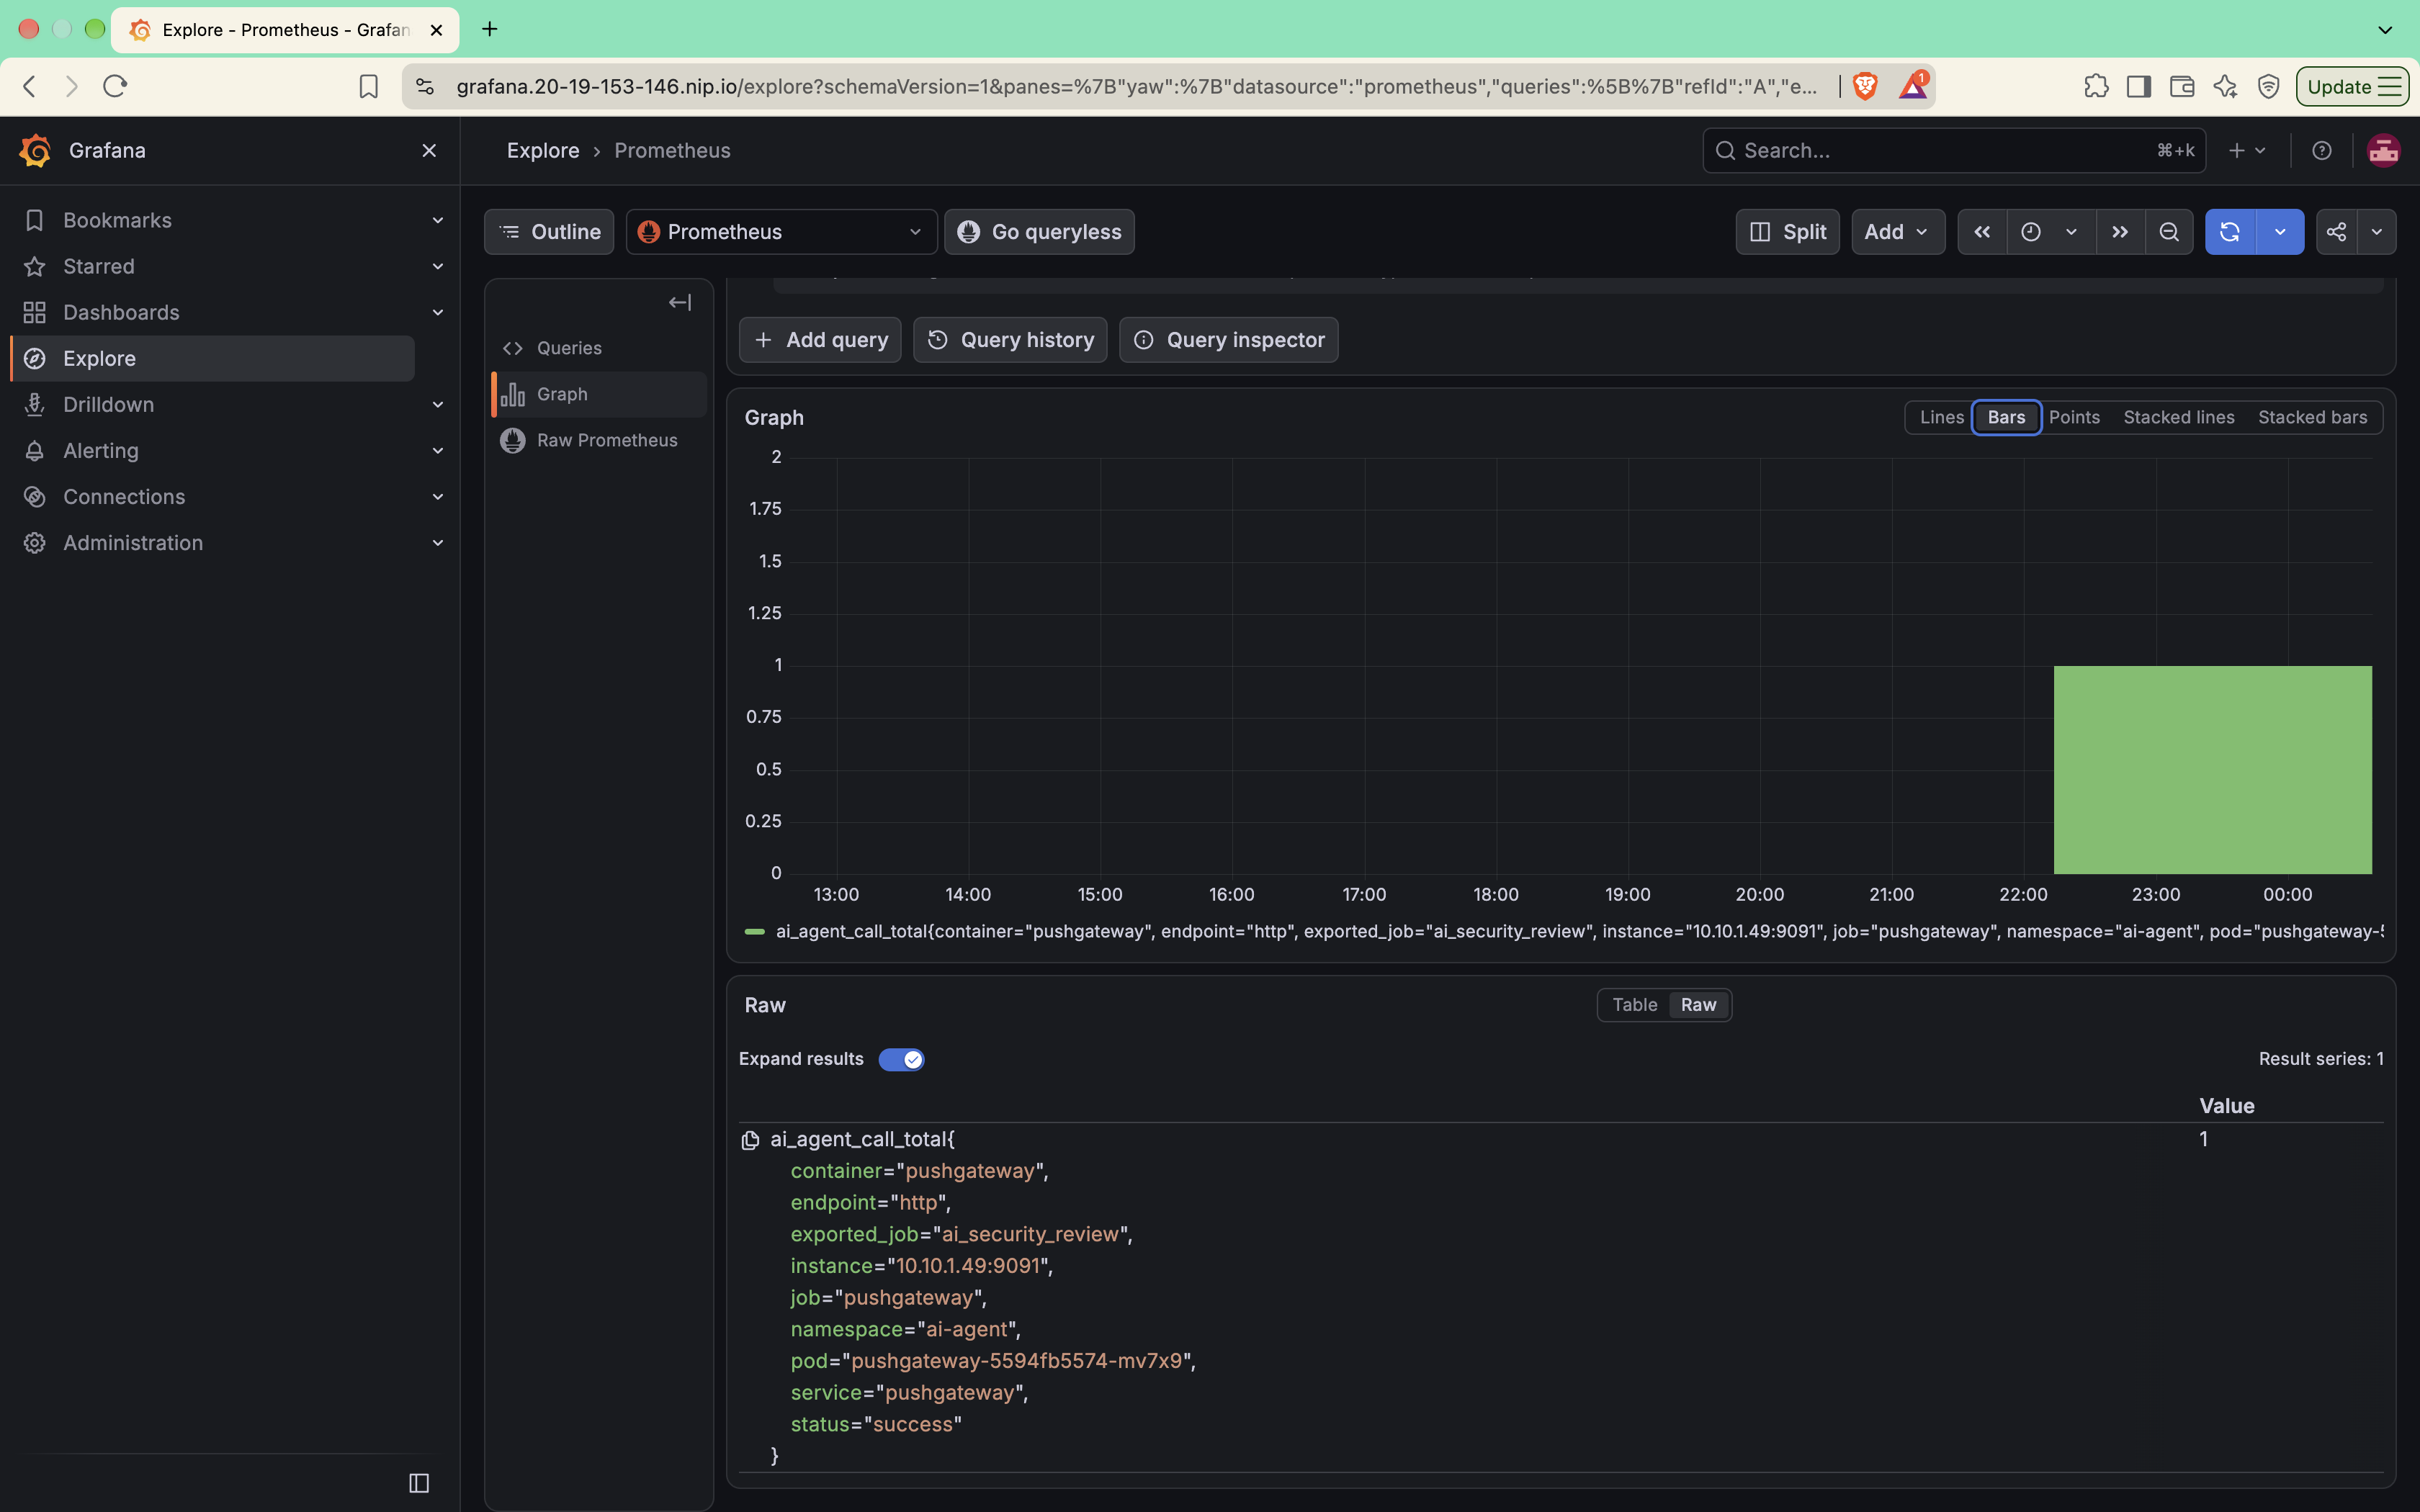 Explore - Prometheus - Grafan
grafana.20-19-153-146.nip.io/explore?schemaVersion=1&panes=%7B"yaw":%7B"datasource":"prometheus","queries":%5B%7B"refId":"A","e...
1
Update
Grafana
Explore › Prometheus
Search...
⌘+k
Bookmarks
Starred
Dashboards
Explore
Drilldown
Alerting
Connections
Administration
Outline
Prometheus
Go queryless
Split
Add
Queries
Graph
Raw Prometheus
+ Add query
Query history
Query inspector
Graph
Lines Bars Points Stacked lines Stacked bars
2
1.75
1.5
1.25
1
0.75
0.5
0.25
0
13:00 14:00 15:00 16:00 17:00 18:00 19:00 20:00 21:00 22:00 23:00 00:00
ai_agent_call_total{container="pushgateway", endpoint="http", exported_job="ai_security_review", instance="10.10.1.49:9091", job="pushgateway", namespace="ai-agent", pod="pushgateway-5
Raw
Table Raw
Expand results
Result series: 1
Value
ai_agent_call_total{ 1
container="pushgateway",
endpoint="http",
exported_job="ai_security_review",
instance="10.10.1.49:9091",
job="pushgateway",
namespace="ai-agent",
pod="pushgateway-5594fb5574-mv7x9",
service="pushgateway",
status="success"
}